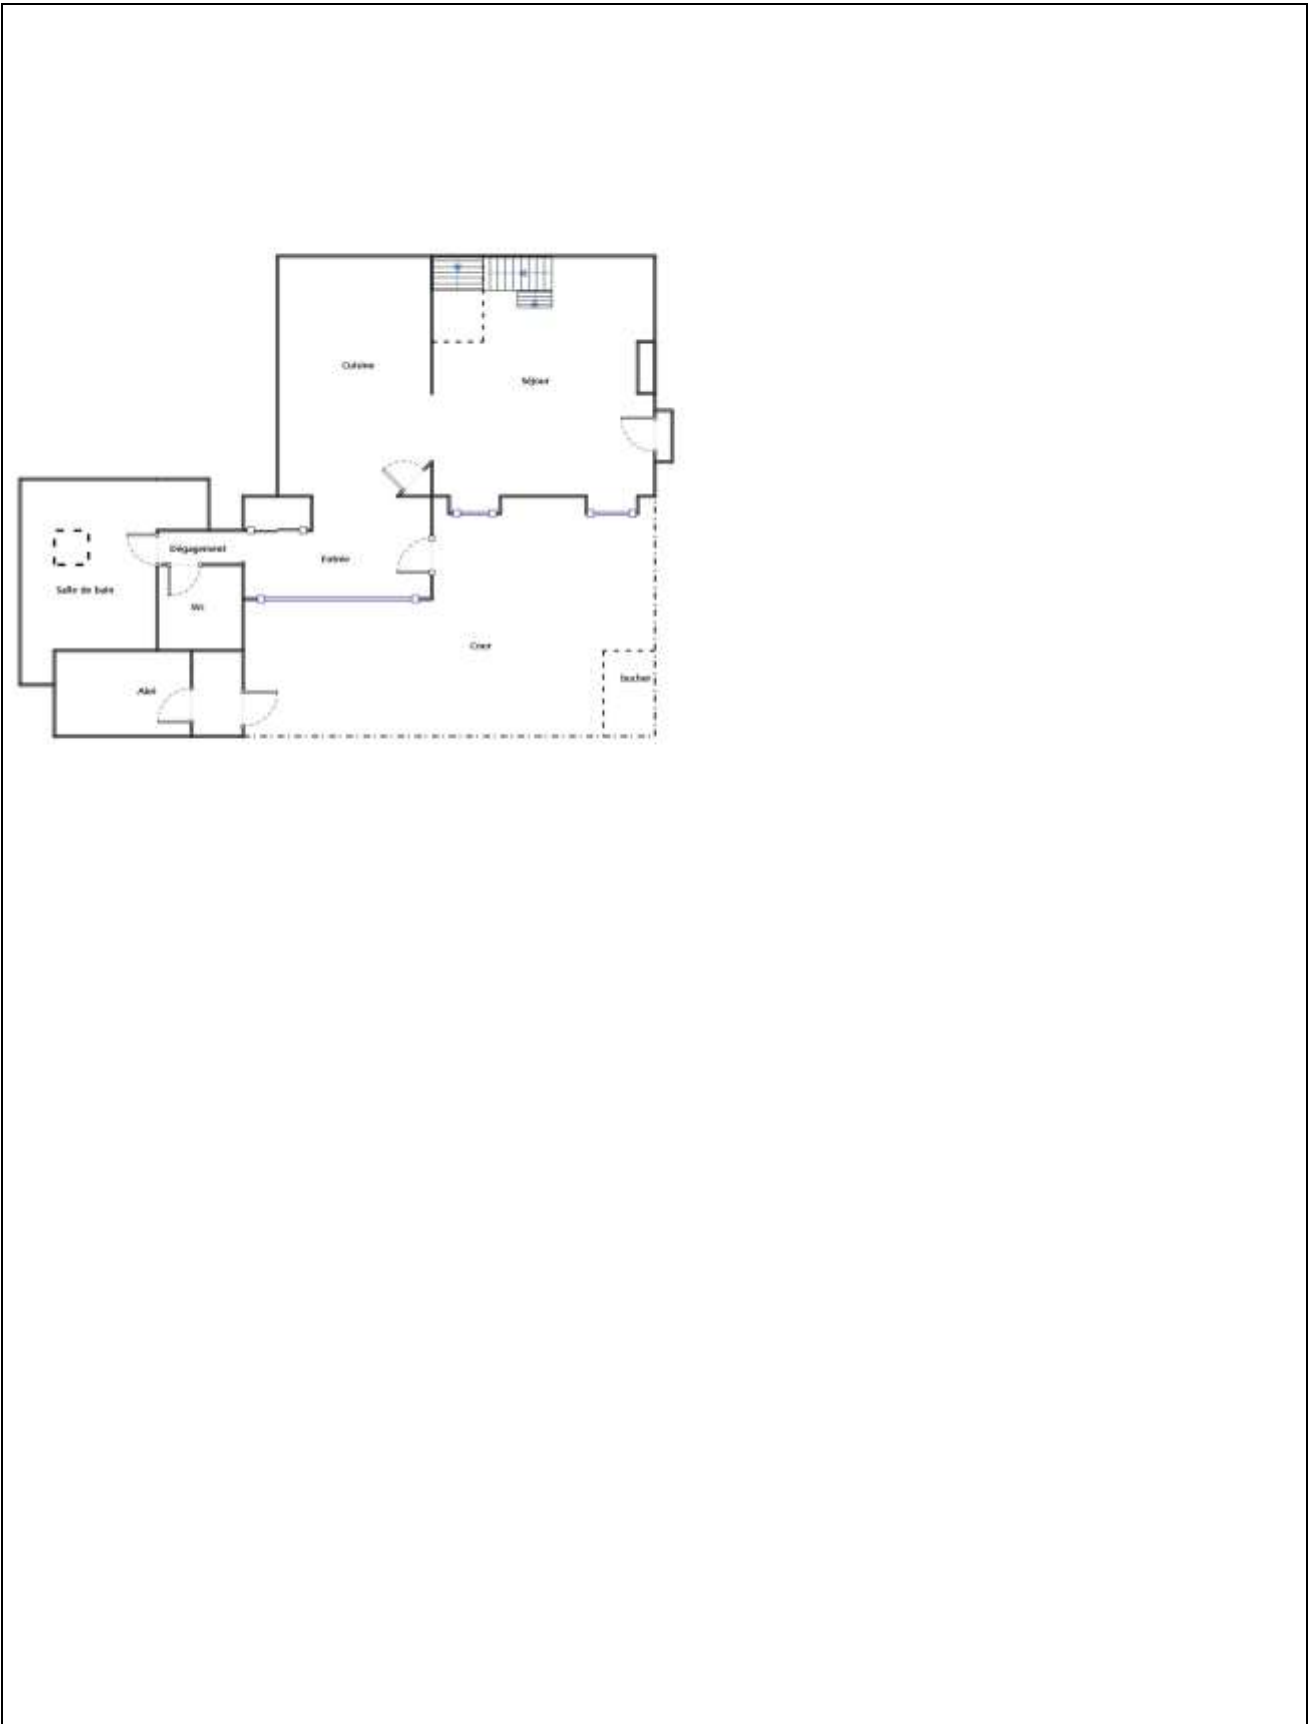 Cuisine
Séjour
Dégagement
Entrée
Salle de bain
Wc
Cour
bucher
Abri